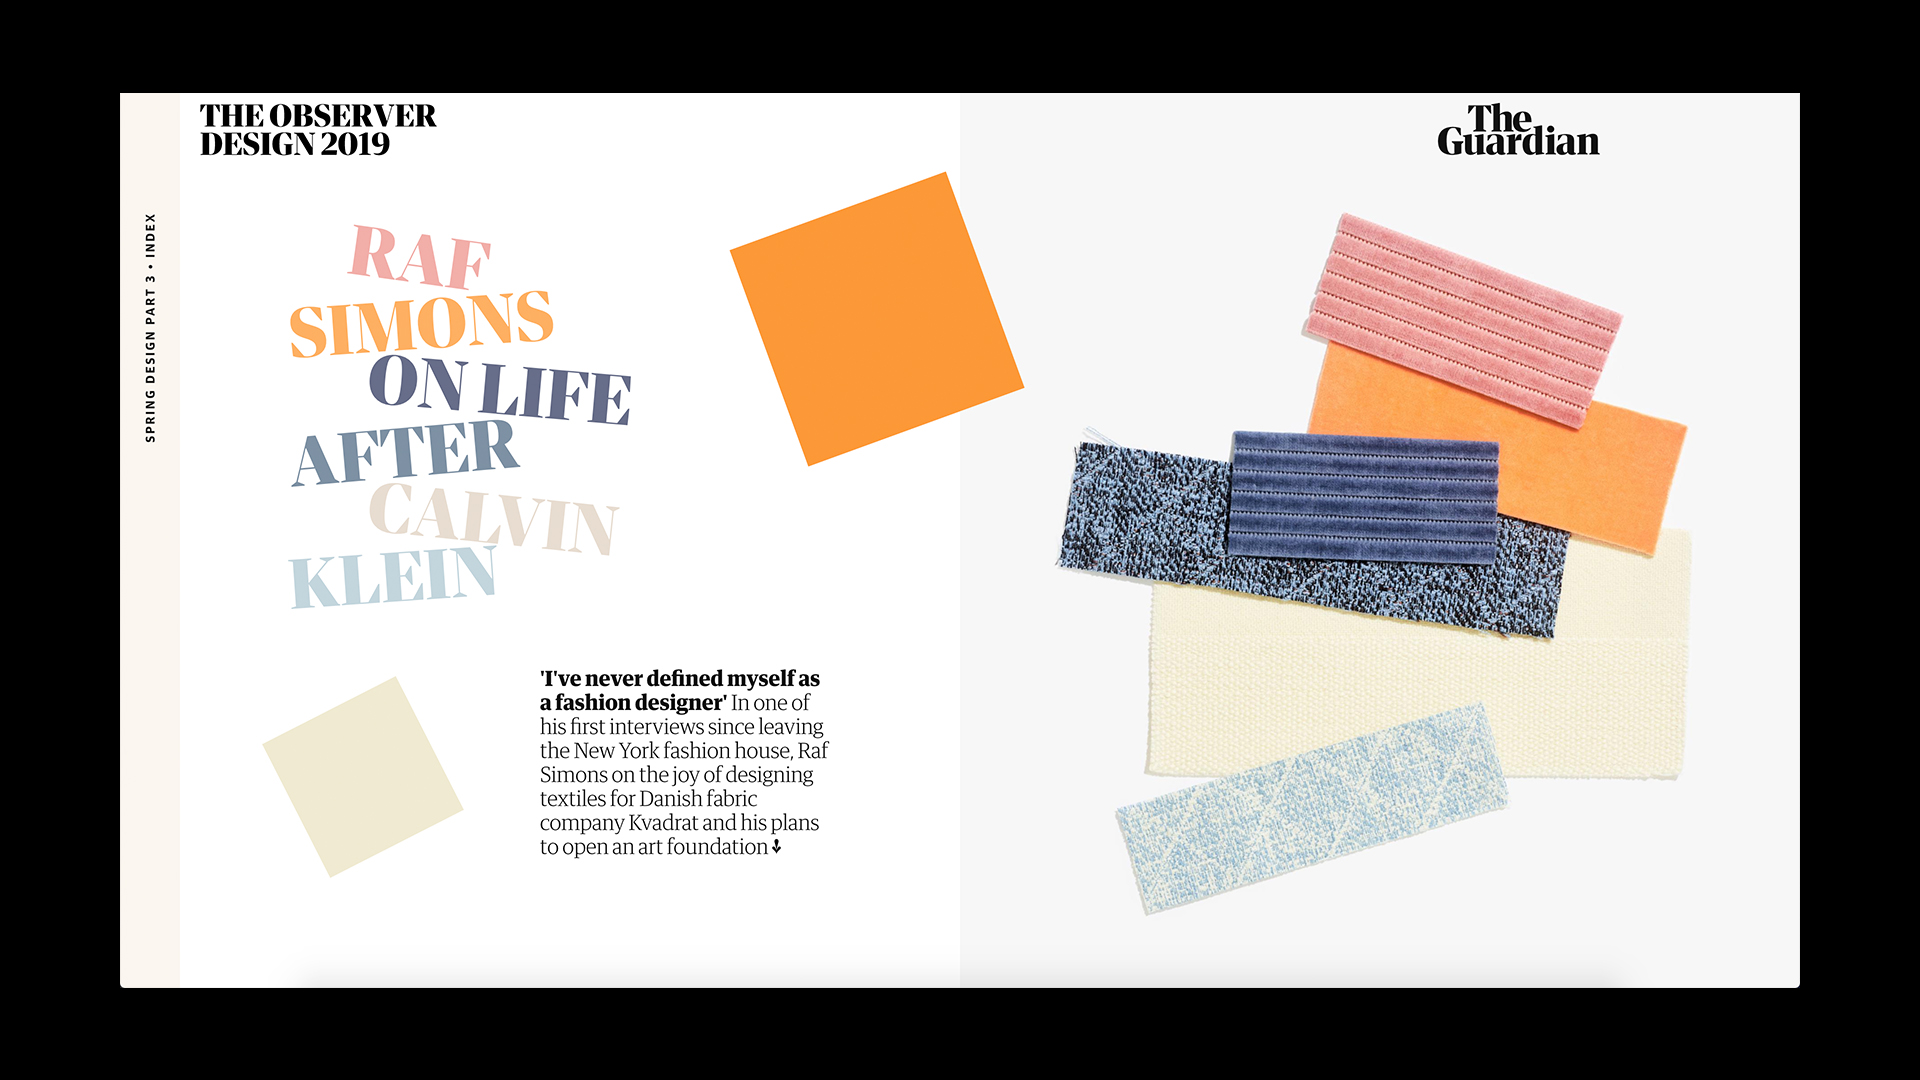 THE OBSERVER
DESIGN 2019
The
Guardian
SPRING DESIGN PART 3 • INDEX
RAF
SIMONS
ON LIFE
AFTER
CALVIN
KLEIN
'I've never defined myself as
a fashion designer' In one of
his first interviews since leaving
the New York fashion house, Raf
Simons on the joy of designing
textiles for Danish fabric
company Kvadrat and his plans
to open an art foundation